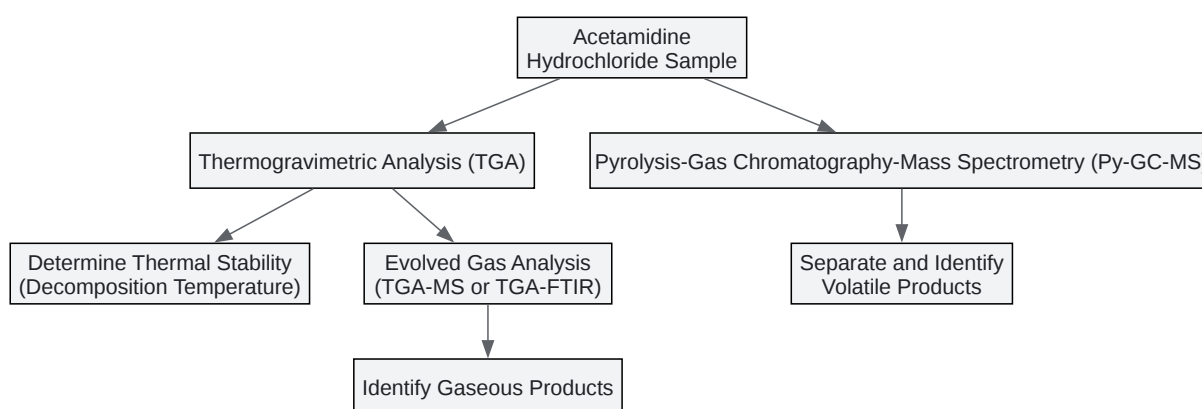 Acetamidine
Hydrochloride Sample
Thermogravimetric Analysis (TGA)
Pyrolysis-Gas Chromatography-Mass Spectrometry (Py-GC-MS
Determine Thermal Stability
(Decomposition Temperature)
Evolved Gas Analysis
(TGA-MS or TGA-FTIR)
Separate and Identify
Volatile Products
Identify Gaseous Products